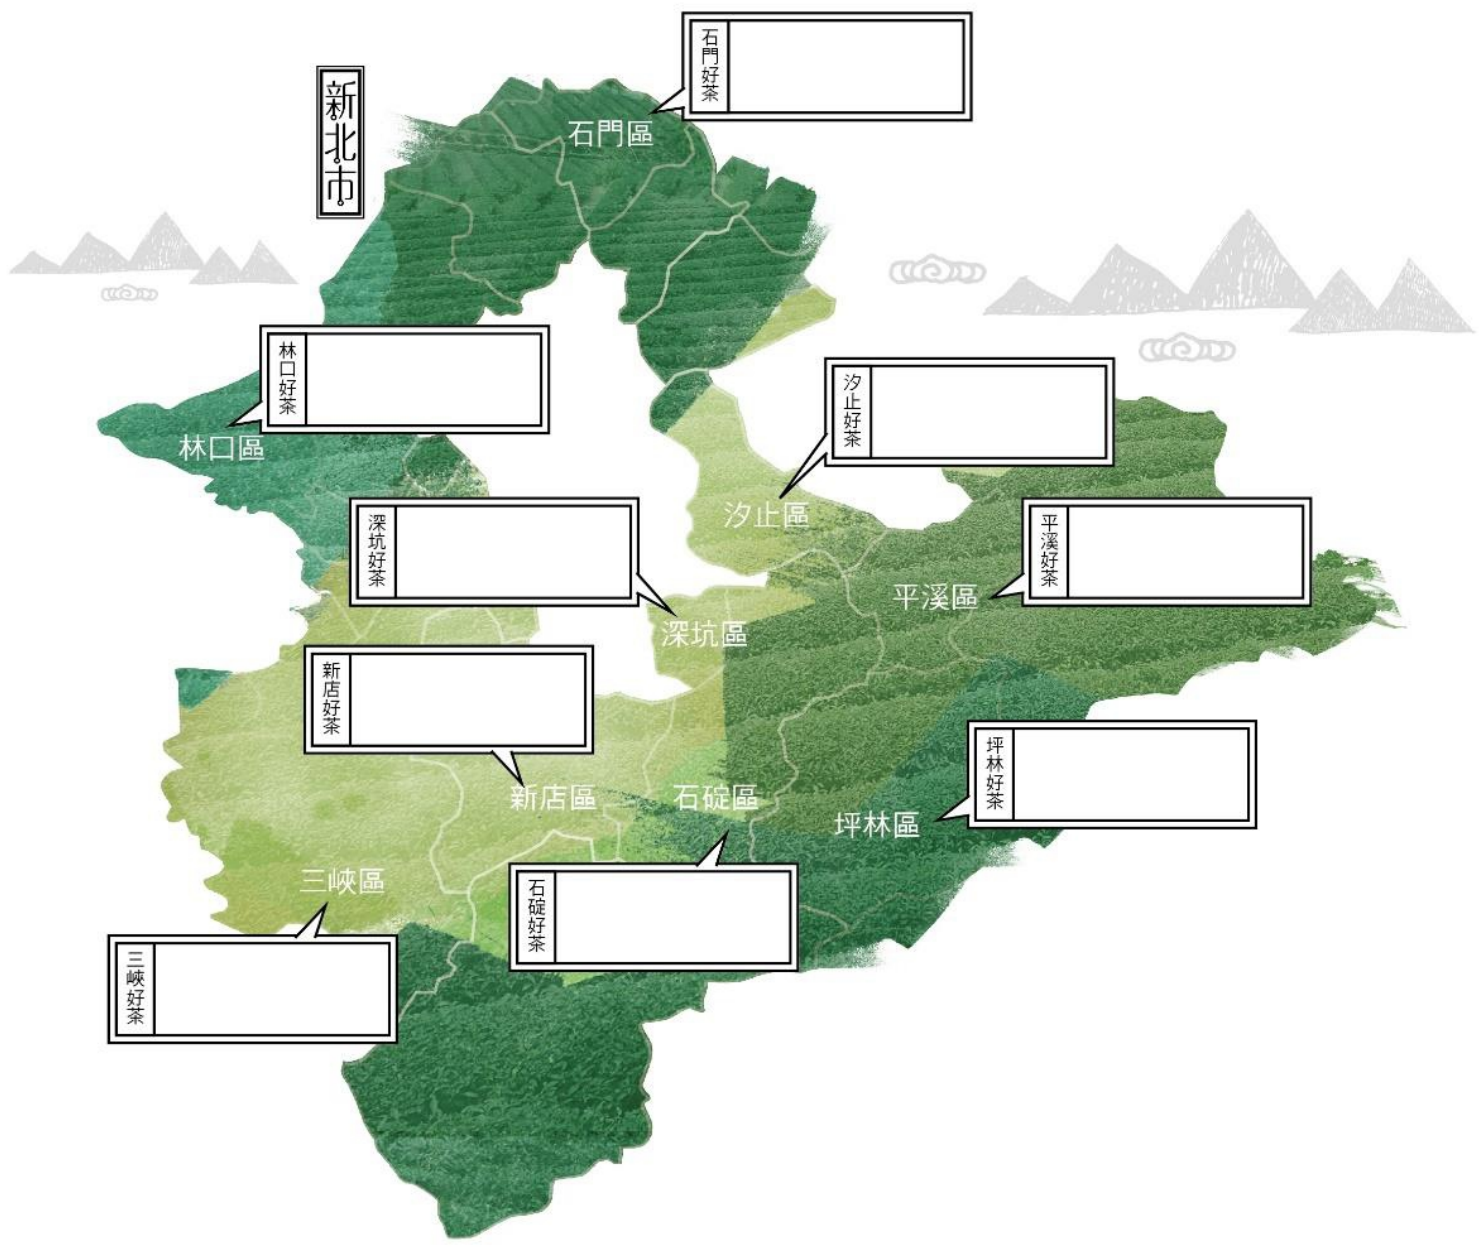 石門好茶
新北市
石門區
林口好茶
林口區
汐止好茶
汐止區
深坑好茶
深坑區
平溪好茶
平溪區
新店好茶
新店區
石碇區
坪林好茶
坪林區
三峽區
石碇好茶
三峽好茶